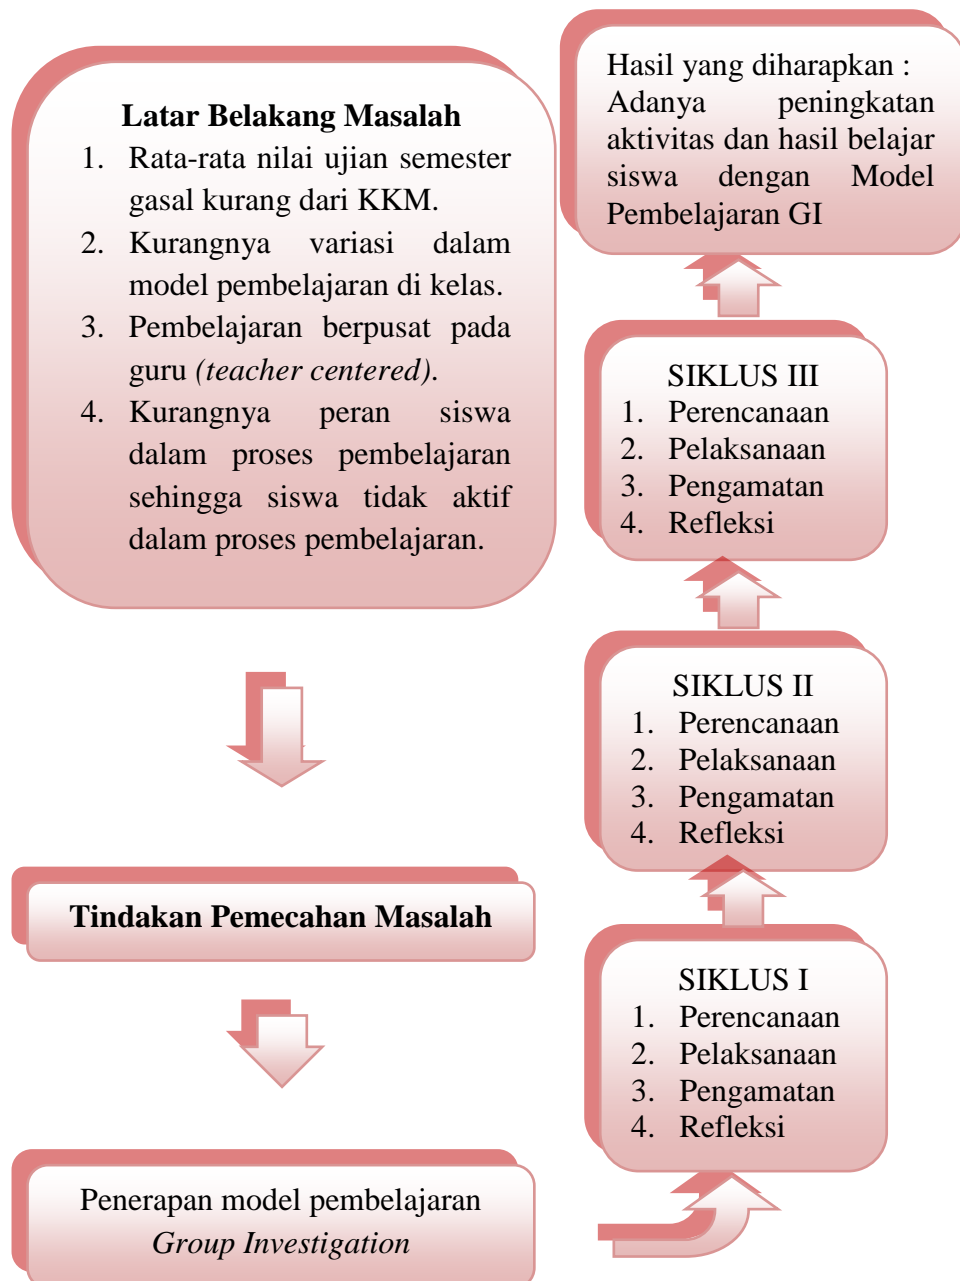 Latar Belakang Masalah
1. Rata-rata nilai ujian semester
gasal kurang dari KKM.
2. Kurangnya variasi dalam
model pembelajaran di kelas.
3. Pembelajaran berpusat pada
guru (teacher centered).
4. Kurangnya peran siswa
dalam proses pembelajaran
sehingga siswa tidak aktif
dalam proses pembelajaran.
Tindakan Pemecahan Masalah
Penerapan model pembelajaran
Group Investigation
SIKLUS I
1. Perencanaan
2. Pelaksanaan
3. Pengamatan
4. Refleksi
SIKLUS II
1. Perencanaan
2. Pelaksanaan
3. Pengamatan
4. Refleksi
SIKLUS III
1. Perencanaan
2. Pelaksanaan
3. Pengamatan
4. Refleksi
Hasil yang diharapkan :
Adanya peningkatan
aktivitas dan hasil belajar
siswa dengan Model
Pembelajaran GI